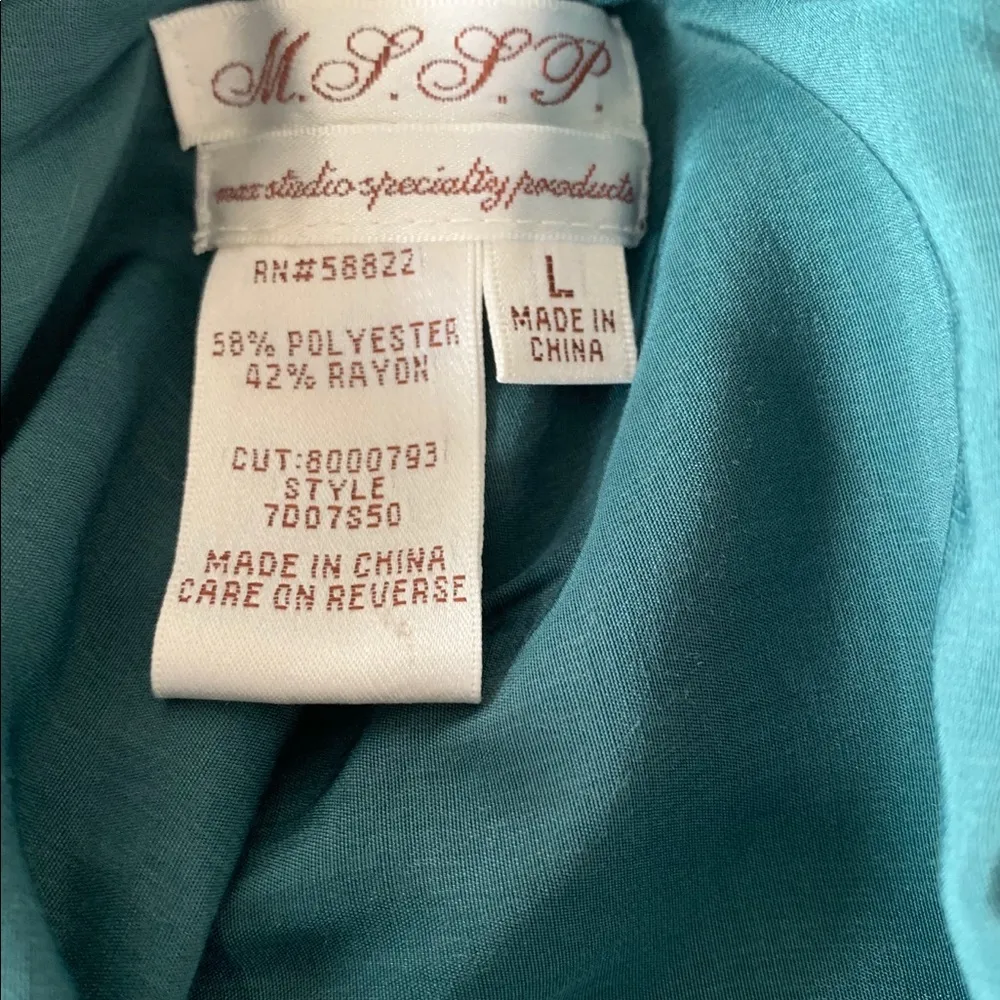 M.S.S.P.
max studio specialty products
RN#58822
58% POLYESTER
42% RAYON
CUT:8000793
STYLE
7D07S50
MADE IN CHINA
CARE ON REVERSE
L
MADE IN
CHINA